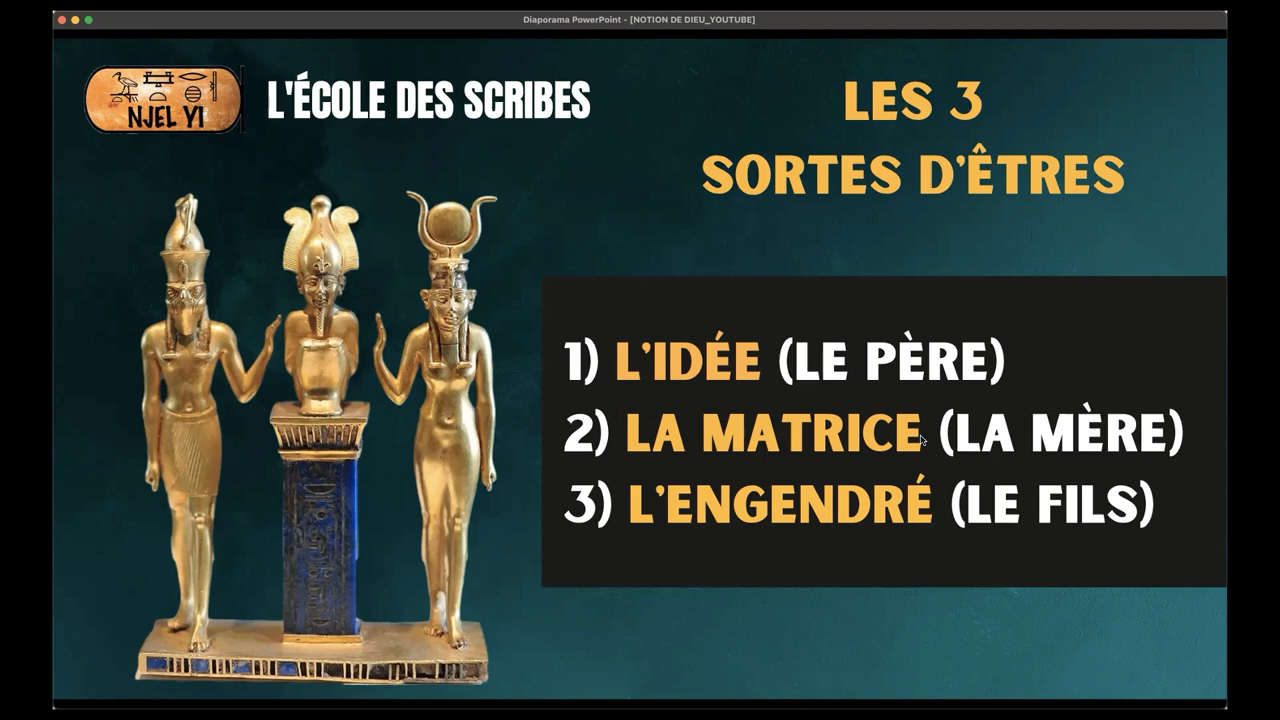 Diaporama PowerPoint - [NOTION DE DIEU_YOUTUBE]
NJEL YI
L'ÉCOLE DES SCRIBES
LES 3
SORTES D'ÊTRES
1) L'IDÉE (LE PÈRE)
2) LA MATRICE (LA MÈRE)
3) L'ENGENDRÉ (LE FILS)